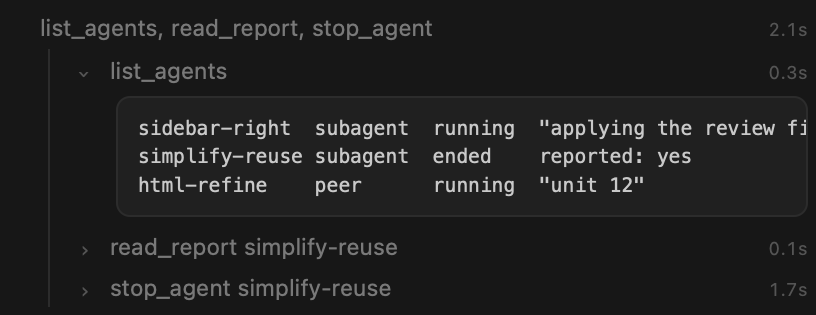 list_agents, read_report, stop_agent 2.1s
list_agents 0.3s
sidebar-right subagent running "applying the review fi
simplify-reuse subagent ended reported: yes
html-refine peer running "unit 12"
read_report simplify-reuse 0.1s
stop_agent simplify-reuse 1.7s